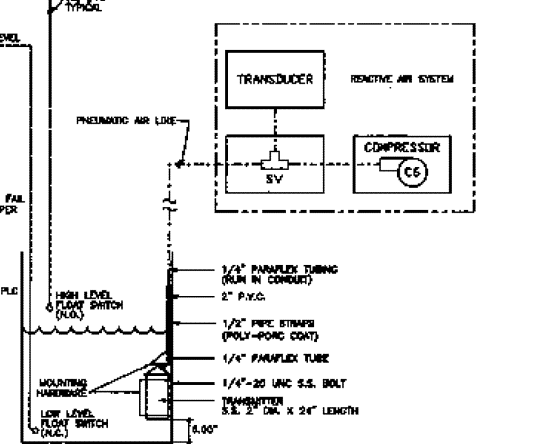 TYPICAL
LEVEL
TRANSDUCER
REACTIVE AIR SYSTEM
PNEUMATIC AIR LINE
COMPRESSOR
SV
C6
FAIL
PLC
1/4" PARAFLEX TUBING
(RUN IN CONDUIT)
2" P.V.C.
HIGH LEVEL
FLOAT SWITCH
(N.O.)
1/2" PIPE STRAPS
(POLY-PORC COAT)
1/4" PARAFLEX TUBE
MOUNTING
HARDWARE
1/4"-20 UNC S.S. BOLT
TRANSMITTER
S.S. 2" DIA. X 24" LENGTH
LOW LEVEL
FLOAT SWITCH
(N.C.)
6.00"